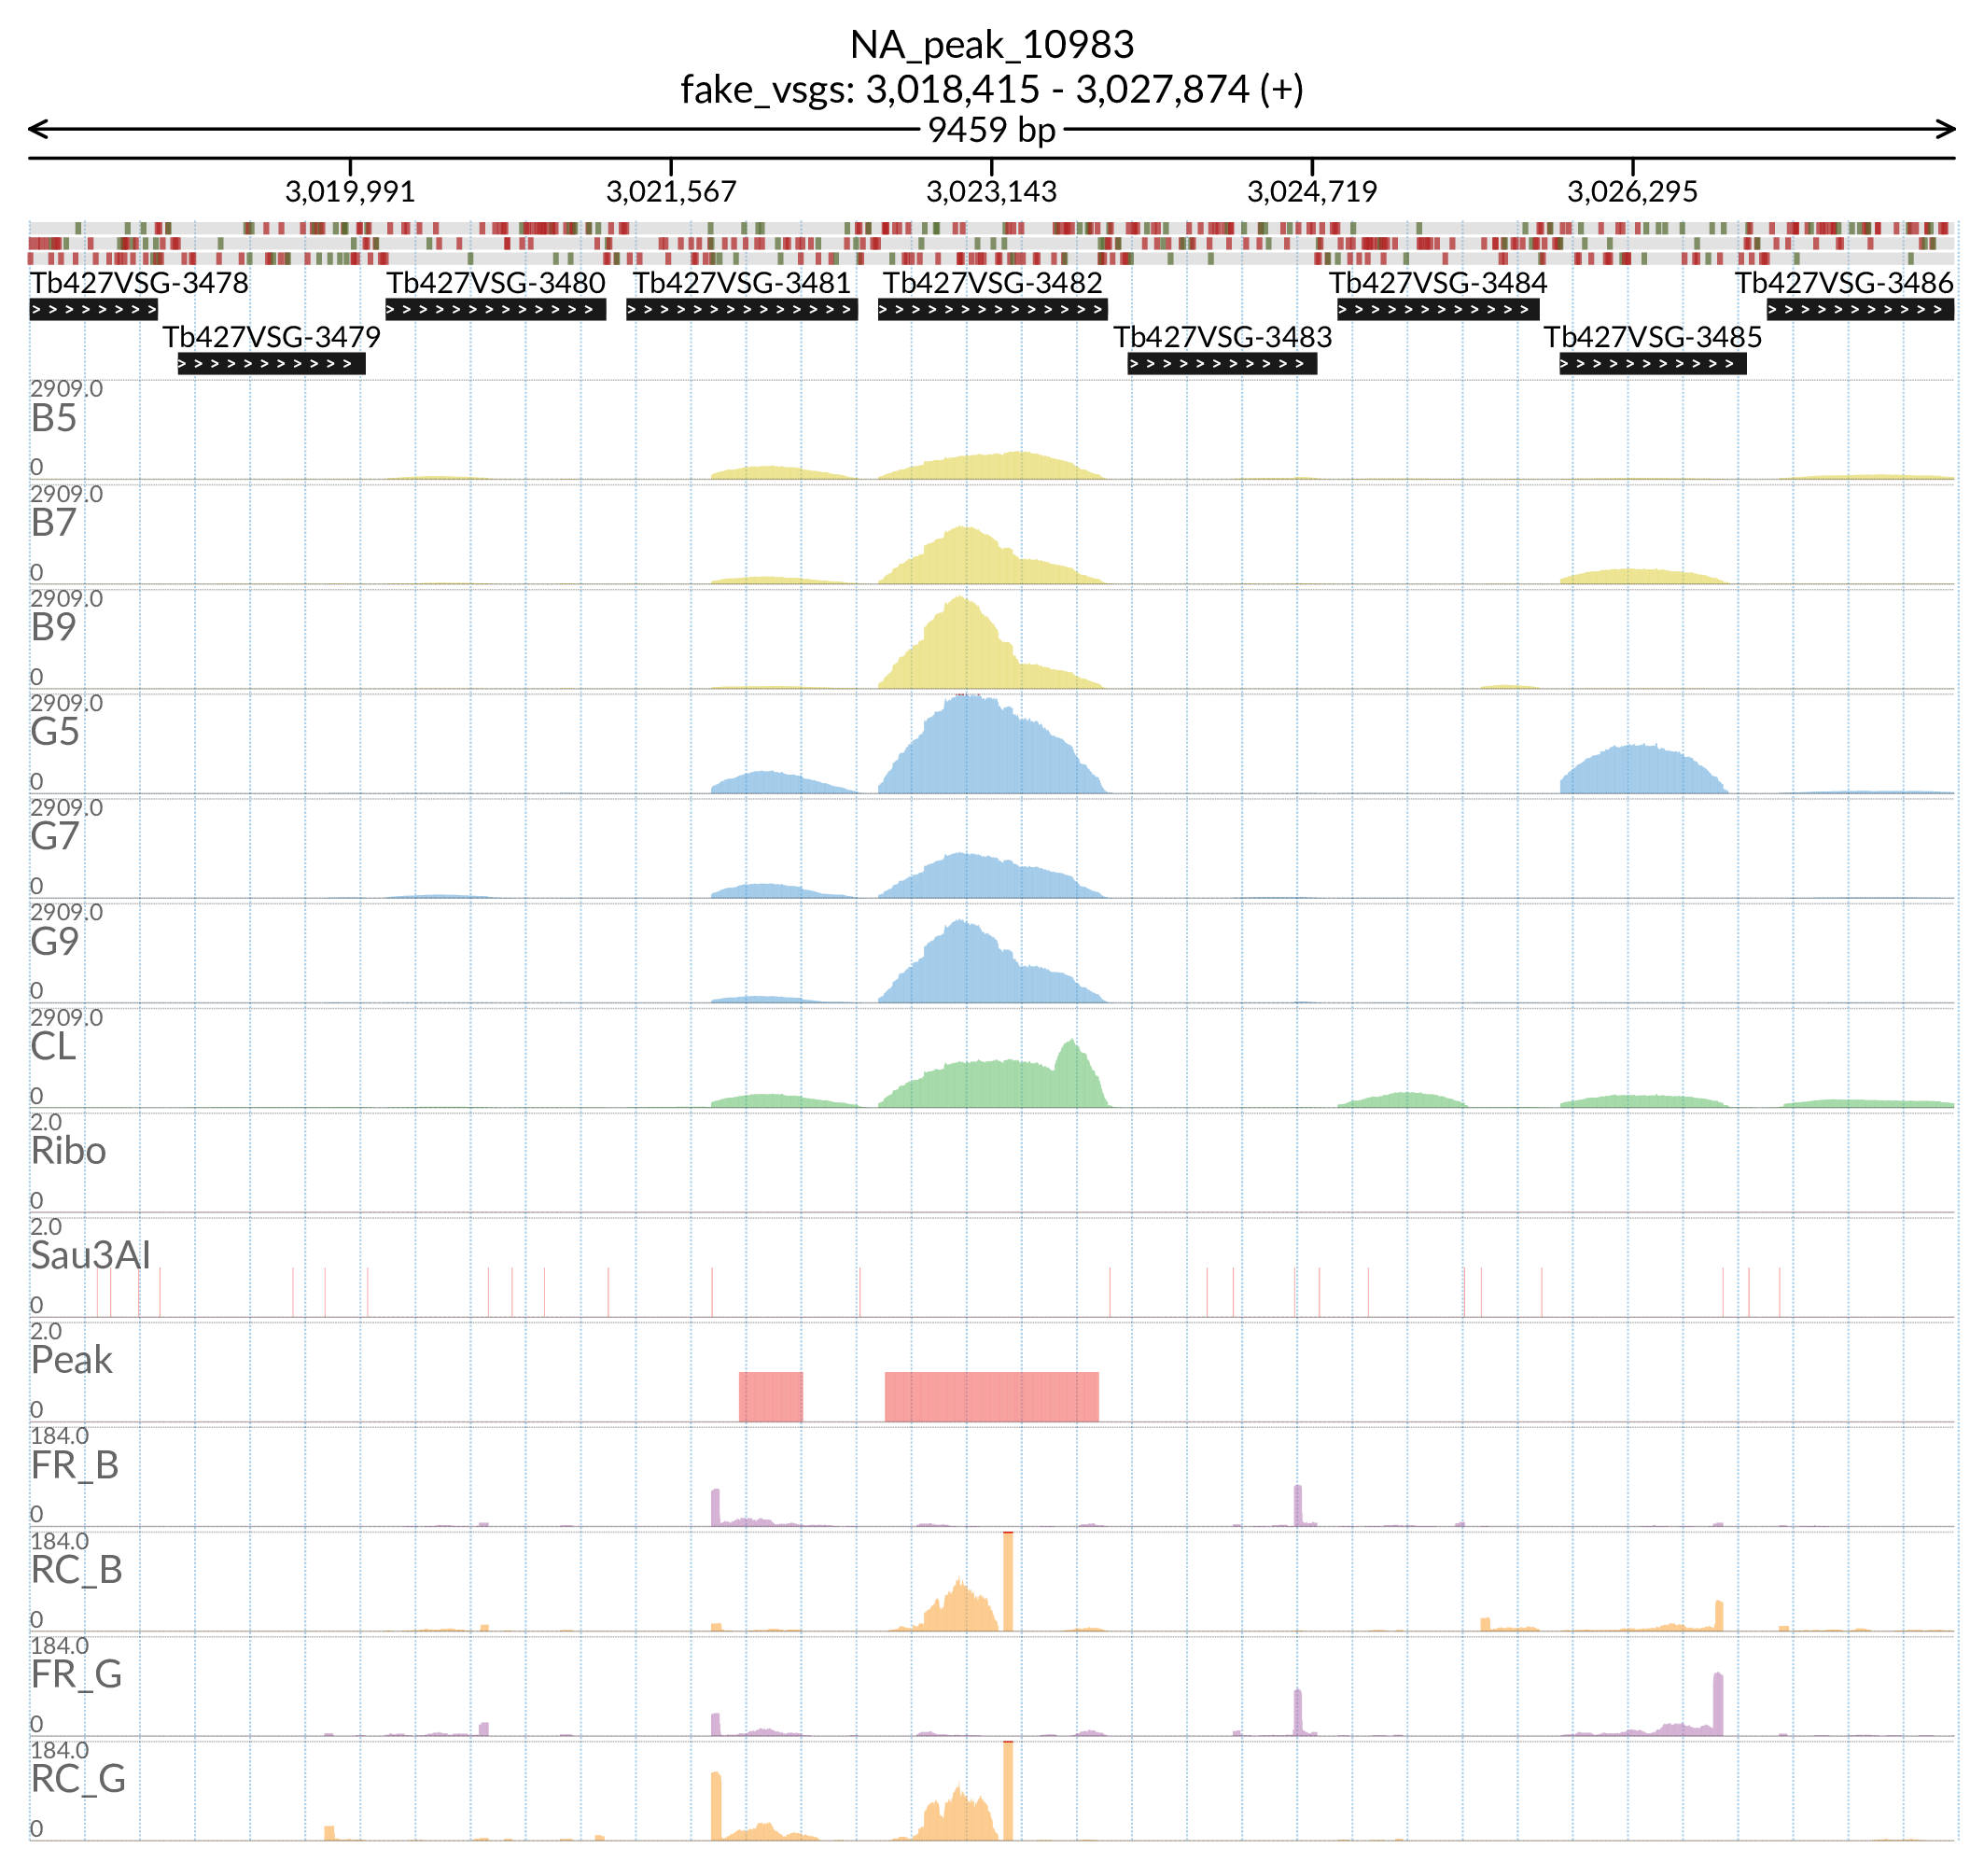 NA_peak_10983
fake_vsgs: 3,018,415 - 3,027,874 (+)
9459 bp
3,019,991 3,021,567 3,023,143 3,024,719 3,026,295
Tb427VSG-3478 Tb427VSG-3480 Tb427VSG-3481 Tb427VSG-3482 Tb427VSG-3484 Tb427VSG-3486
Tb427VSG-3479 Tb427VSG-3483 Tb427VSG-3485
2909.0
B5
0
2909.0
B7
0
2909.0
B9
0
2909.0
G5
0
2909.0
G7
0
2909.0
G9
0
2909.0
CL
0
2.0
Ribo
0
2.0
Sau3AI
0
2.0
Peak
0
184.0
FR_B
0
184.0
RC_B
0
184.0
FR_G
0
184.0
RC_G
0